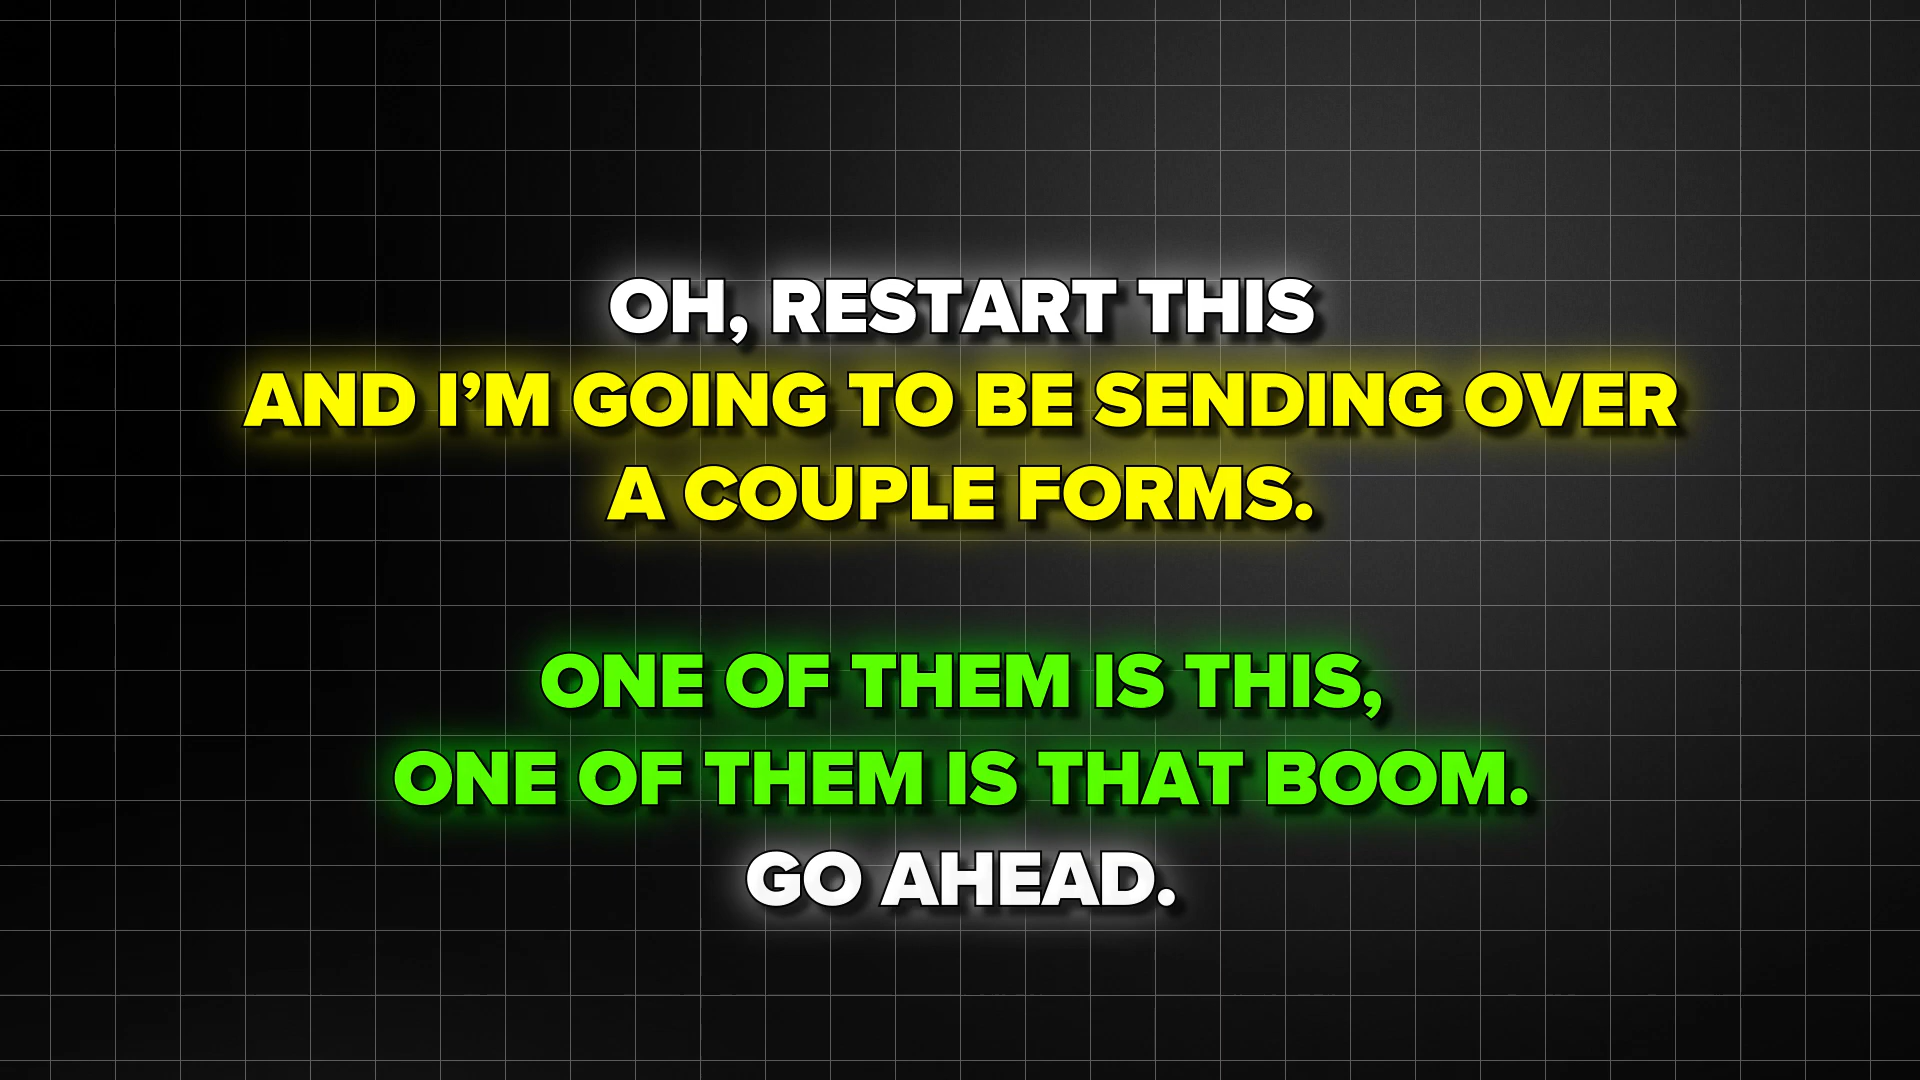 OH, RESTART THIS
AND I’M GOING TO BE SENDING OVER
A COUPLE FORMS.
ONE OF THEM IS THIS,
ONE OF THEM IS THAT BOOM.
GO AHEAD.